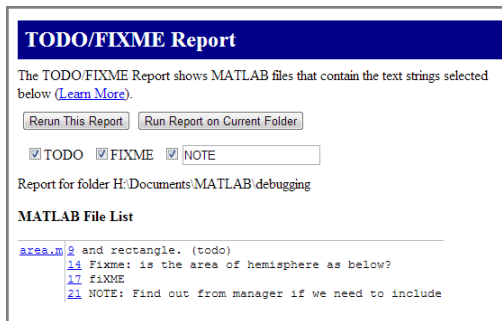 TODO/FIXME Report
The TODO/FIXME Report shows MATLAB files that contain the text strings selected
below (Learn More).
Rerun This Report Run Report on Current Folder
TODO FIXME NOTE
Report for folder H:\Documents\MATLAB\debugging
MATLAB File List
area.m 9 and rectangle. (todo)
14 Fixme: is the area of hemisphere as below?
17 fiXME
21 NOTE: Find out from manager if we need to include